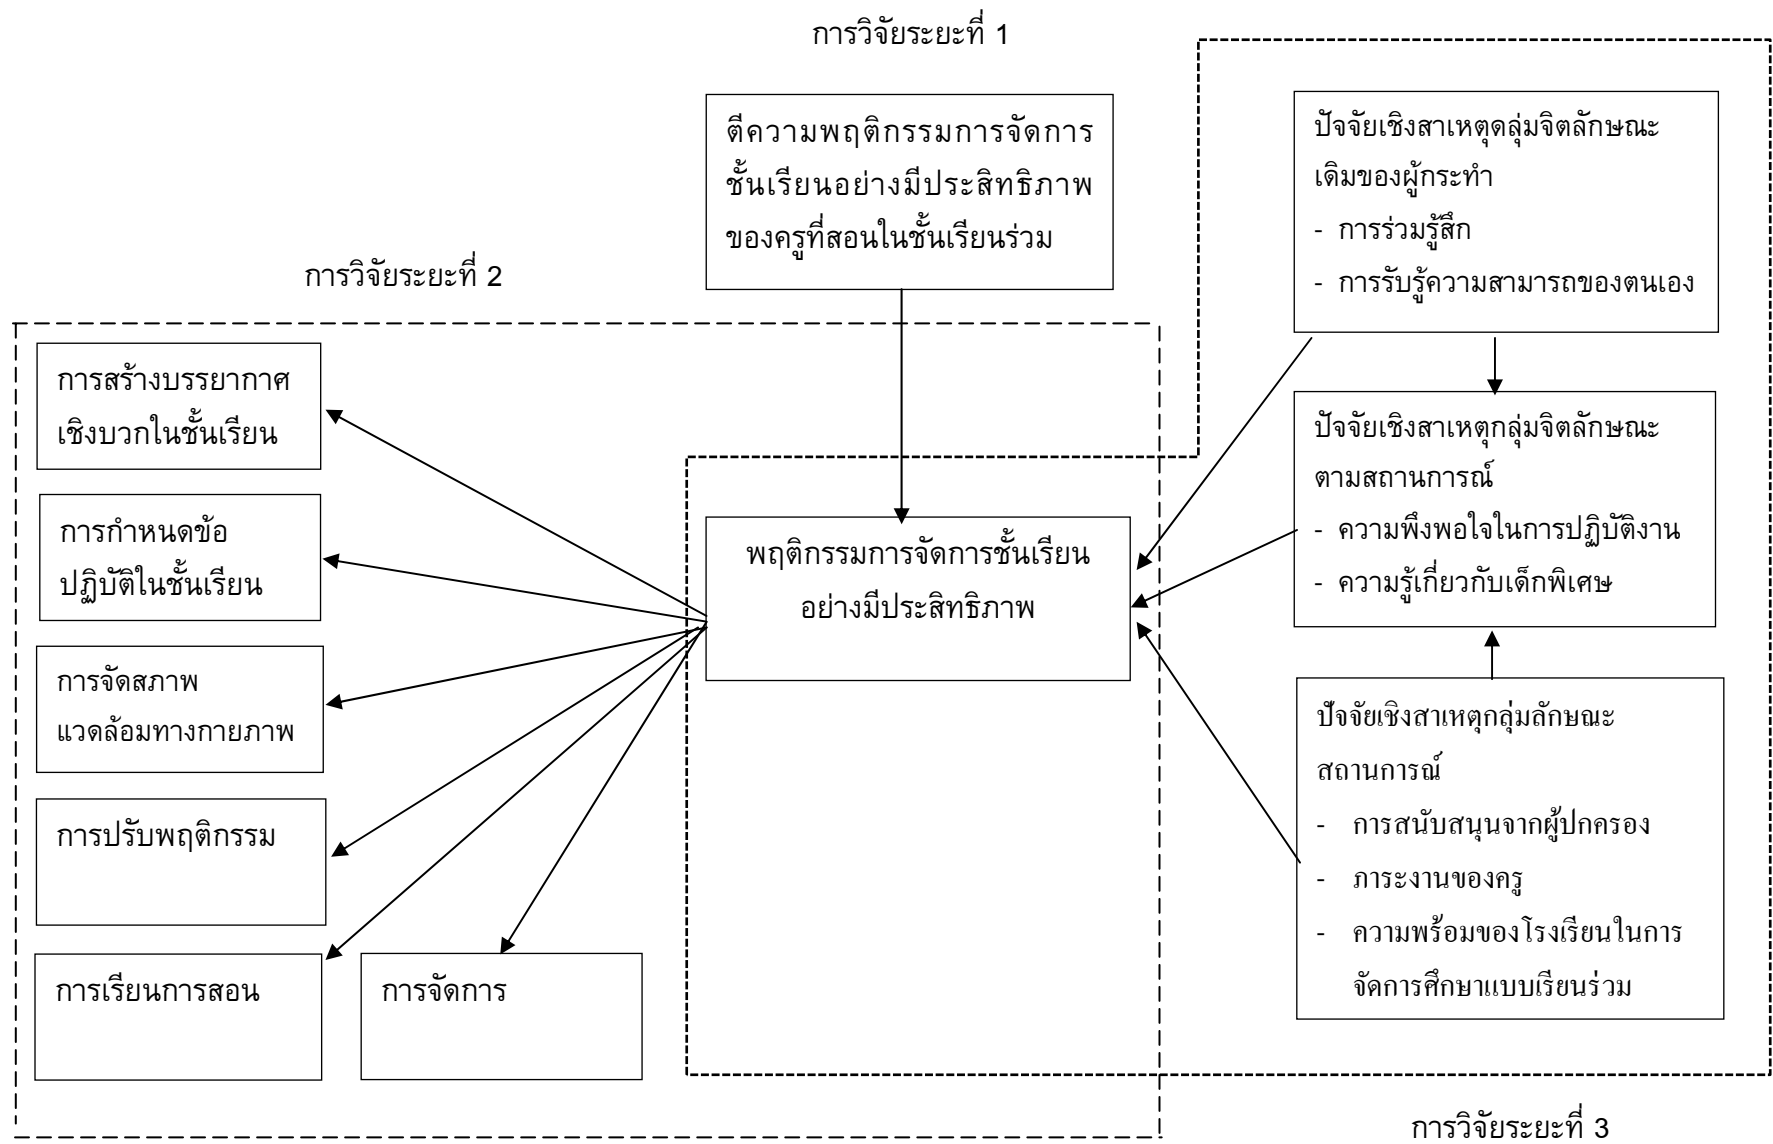 การวิจัยระยะที่ 1
ตีความพฤติกรรมการจัดการ
ชั้นเรียนอย่างมีประสิทธิภาพ
ของครูที่สอนในชั้นเรียนร่วม
การวิจัยระยะที่ 2
การสร้างบรรยากาศ
เชิงบวกในชั้นเรียน
การกำหนดข้อ
ปฏิบัติในชั้นเรียน
การจัดสภาพ
แวดล้อมทางกายภาพ
การปรับพฤติกรรม
การเรียนการสอน
การจัดการ
พฤติกรรมการจัดการชั้นเรียน
อย่างมีประสิทธิภาพ
ปัจจัยเชิงสาเหตุดลุ่มจิตลักษณะ
เดิมของผู้กระทำ
- การร่วมรู้สึก
- การรับรู้ความสามารถของตนเอง
ปัจจัยเชิงสาเหตุกลุ่มจิตลักษณะ
ตามสถานการณ์
- ความพึงพอใจในการปฏิบัติงาน
- ความรู้เกี่ยวกับเด็กพิเศษ
ปัจจัยเชิงสาเหตุกลุ่มลักษณะ
สถานการณ์
- การสนับสนุนจากผู้ปกครอง
- ภาระงานของครู
- ความพร้อมของโรงเรียนในการ
จัดการศึกษาแบบเรียนร่วม
การวิจัยระยะที่ 3